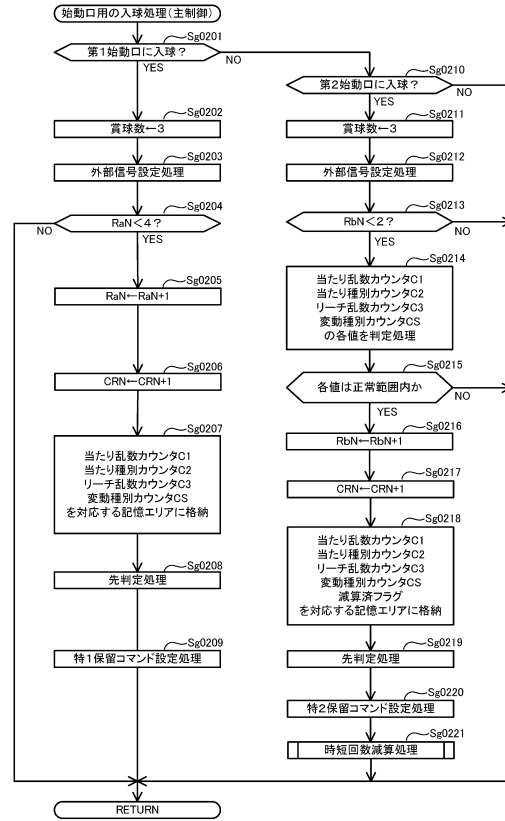 始動口用の入球処理(主制御)
Sg0201
第1始動口に入球?
NO
YES
Sg0202
賞球数←3
Sg0203
外部信号設定処理
Sg0204
RaN<4?
NO
YES
Sg0205
RaN←RaN+1
Sg0206
CRN←CRN+1
Sg0207
当たり乱数カウンタC1
当たり種別カウンタC2
リーチ乱数カウンタC3
変動種別カウンタCS
を対応する記憶エリアに格納
Sg0208
先判定処理
Sg0209
特1保留コマンド設定処理
Sg0210
第2始動口に入球?
NO
YES
Sg0211
賞球数←3
Sg0212
外部信号設定処理
Sg0213
RbN<2?
NO
YES
Sg0214
当たり乱数カウンタC1
当たり種別カウンタC2
リーチ乱数カウンタC3
変動種別カウンタCS
の各値を判定処理
Sg0215
各値は正常範囲内か
NO
YES
Sg0216
RbN←RbN+1
Sg0217
CRN←CRN+1
Sg0218
当たり乱数カウンタC1
当たり種別カウンタC2
リーチ乱数カウンタC3
変動種別カウンタCS
減算済フラグ
を対応する記憶エリアに格納
Sg0219
先判定処理
Sg0220
特2保留コマンド設定処理
Sg0221
時短回数減算処理
RETURN